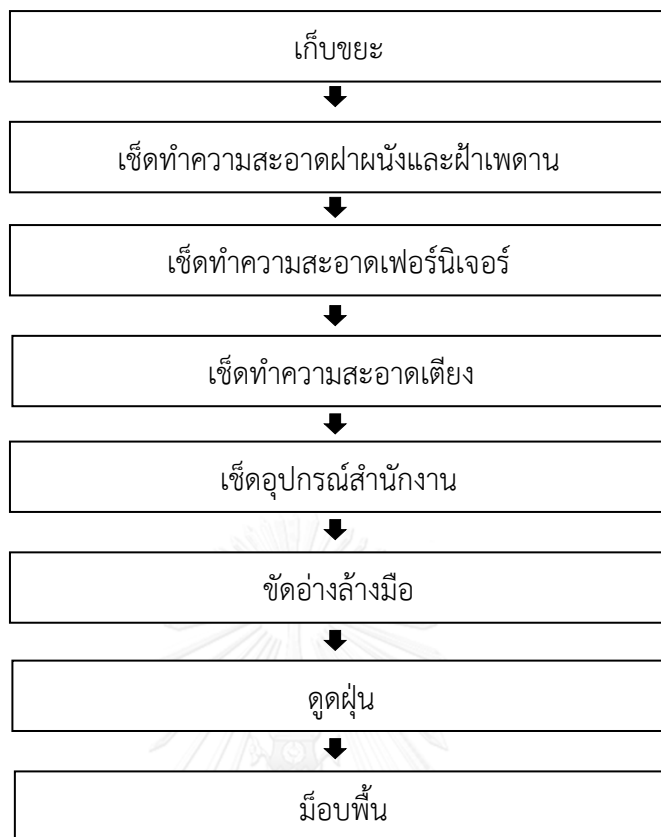 เก็บขยะ
เช็ดทำความสะอาดฝาผนังและฝ้าเพดาน
เช็ดทำความสะอาดเฟอร์นิเจอร์
เช็ดทำความสะอาดเตียง
เช็ดอุปกรณ์สำนักงาน
ขัดอ่างล้างมือ
ดูดฝุ่น
ม็อบพื้น